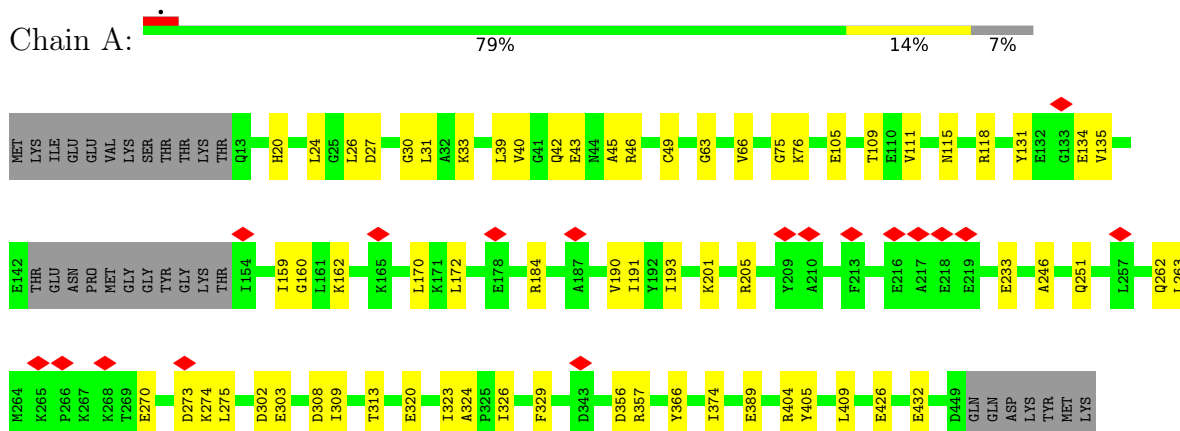 Chain A:
79% 14% 7%
MET LYS ILE GLU GLU VAL LYS SER THR THR LYS THR Q13 H20 L24 G25 L26 D27 G30 L31 A32 K33 L39 V40 G41 Q42 E43 N44 A45 R46 C49 G63 V66 G75 K76 E105 T109 E110 V111 N115 R118 Y131 E132 G133 E134 V135
E142 THR GLU ASN PRO MET GLY GLY TYR GLY LYS THR I154 I159 G160 L161 K162 K165 L170 K171 L172 E178 R184 A187 V190 I191 Y192 I193 K201 R205 Y209 A210 F213 E216 A217 E218 E219 E233 A246 Q251 L257 Q262 L263
M264 K265 P266 K267 K268 T269 E270 D273 K274 L275 D302 E303 D308 I309 T313 E320 I323 A324 P325 I326 F329 D343 D356 R357 Y366 I374 E389 R404 Y405 L409 E426 E432 D449 GLN GLN ASP LYS TYR MET LYS